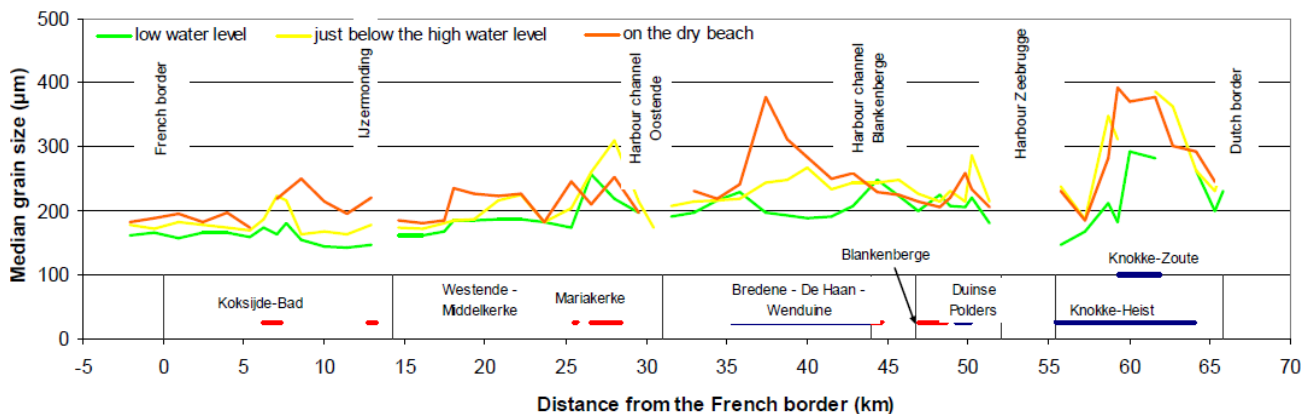 500
low water level
just below the high water level
on the dry beach
400
300
200
100
0
Median grain size (µm)
French border
IJzermonding
Harbour channel
Oostende
Harbour channel
Blankenberge
Harbour Zeebrugge
Dutch border
Blankenberge
Knokke-Zoute
Koksijde-Bad
Westende -
Middelkerke
Mariakerke
Bredene - De Haan -
Wenduine
Duinse
Polders
Knokke-Heist
-5 0 5 10 15 20 25 30 35 40 45 50 55 60 65 70
Distance from the French border (km)